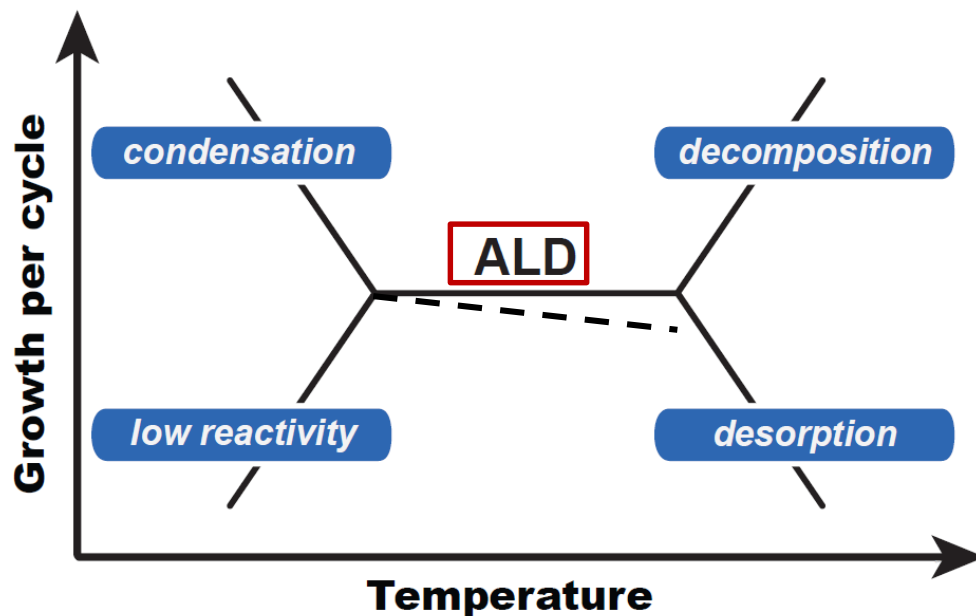 Growth per cycle
condensation
decomposition
ALD
low reactivity
desorption
Temperature